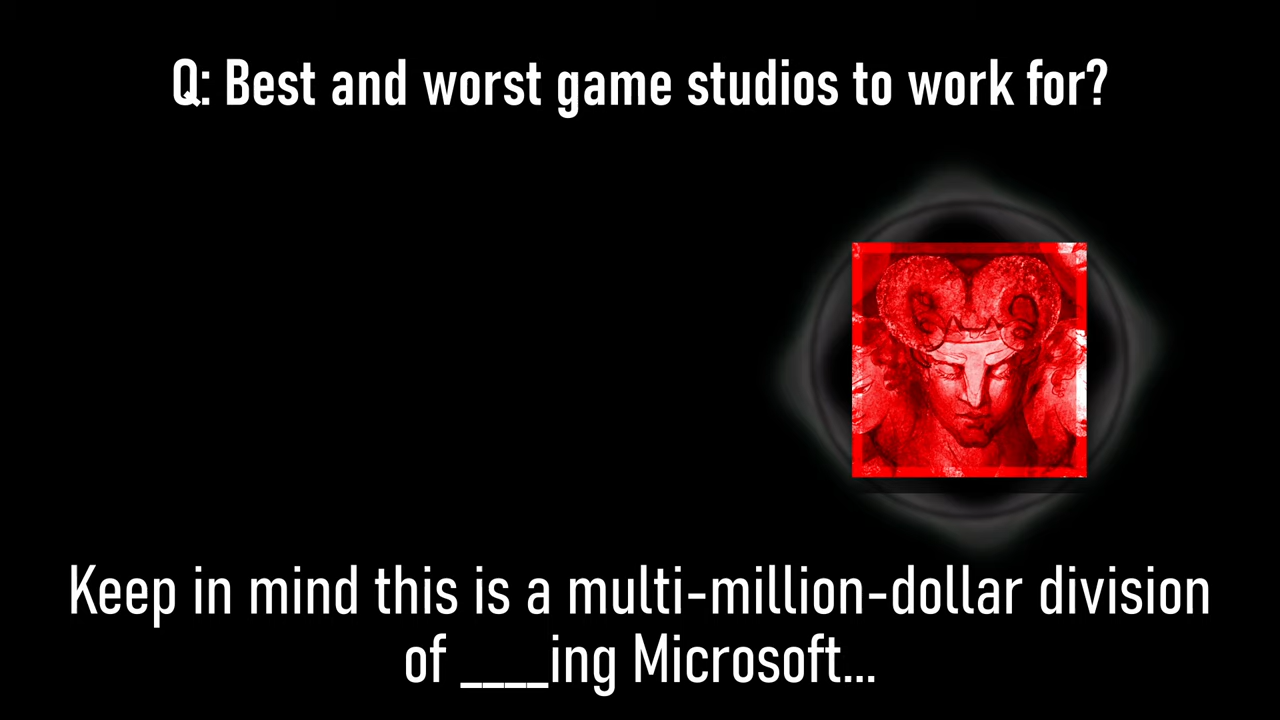 Q: Best and worst game studios to work for?
Keep in mind this is a multi-million-dollar division
of ____ing Microsoft...